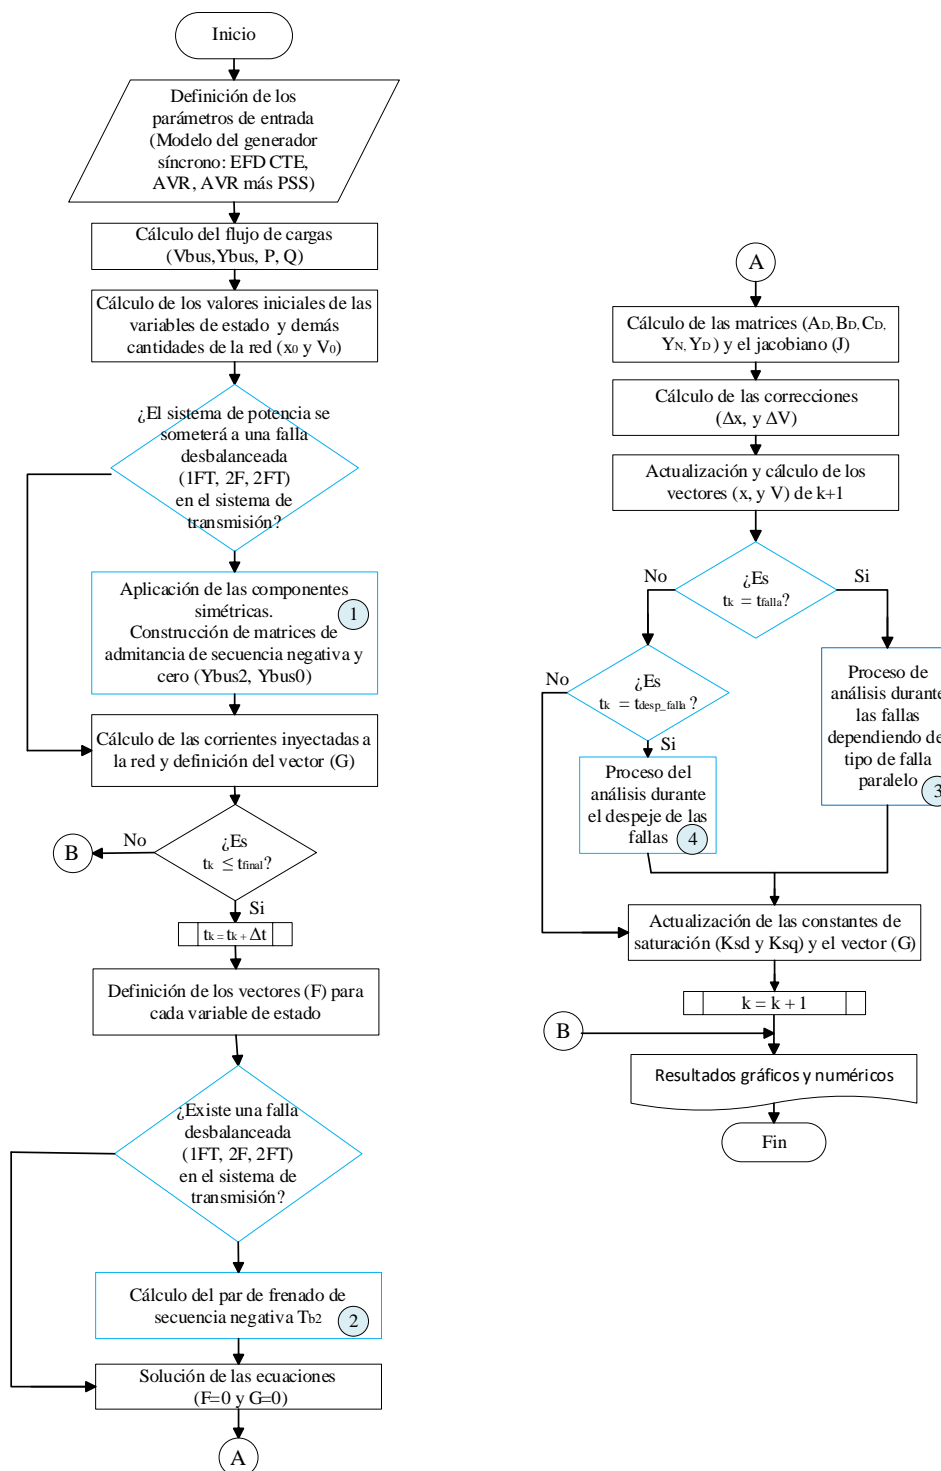 Inicio
Definición de los
parámetros de entrada
(Modelo del generador
síncrono: EFD CTE,
AVR, AVR más PSS)
Cálculo del flujo de cargas
(Vbus,Ybus, P, Q)
Cálculo de los valores iniciales de las
variables de estado y demás
cantidades de la red (x0 y V0)
¿El sistema de potencia se
someterá a una falla
desbalanceada
(1FT, 2F, 2FT)
en el sistema de
transmisión?
Aplicación de las componentes
simétricas.
1
Construcción de matrices de
admitancia de secuencia negativa y
cero (Ybus2, Ybus0)
Cálculo de las corrientes inyectadas a
la red y definición del vector (G)
B
No
¿Es
tk ≤ tfinal?
Si
tk = tk + Δt
Definición de los vectores (F) para
cada variable de estado
¿Existe una falla
desbalanceada
(1FT, 2F, 2FT)
en el sistema de
transmisión?
Cálculo del par de frenado de
secuencia negativa Tb2
2
Solución de las ecuaciones
(F=0 y G=0)
A
A
Cálculo de las matrices (AD, BD, CD,
YN, YD) y el jacobiano (J)
Cálculo de las correcciones
(Δx, y ΔV)
Actualización y cálculo de los
vectores (x, y V) de k+1
No
¿Es
tk = tfalla?
Si
No
¿Es
tk = tdesp_falla ?
Si
Proceso del
análisis durante
el despeje de las
fallas
4
Proceso de
análisis durante
las fallas
dependiendo de
tipo de falla
paralelo
3
Actualización de las constantes de
saturación (Ksd y Ksq) y el vector (G)
k = k + 1
B
Resultados gráficos y numéricos
Fin